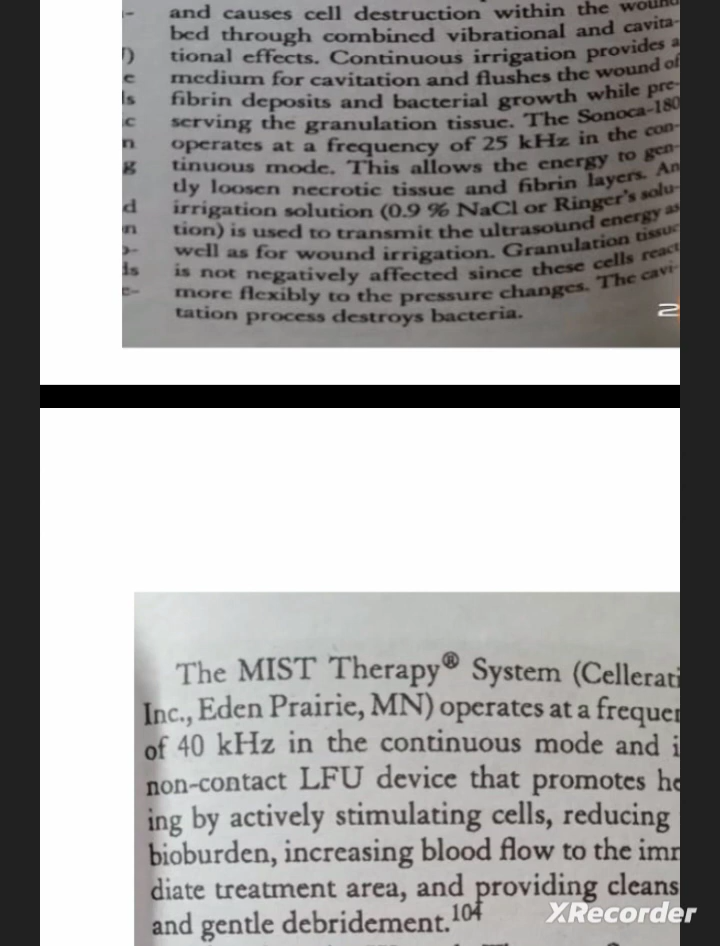 and causes cell destruction within the wound
bed through combined vibrational and cavita-
tional effects. Continuous irrigation provides a
medium for cavitation and flushes the wound of
fibrin deposits and bacterial growth while pre-
serving the granulation tissue. The Sonoca-180
operates at a frequency of 25 kHz in the con-
tinuous mode. This allows the energy to gen-
tly loosen necrotic tissue and fibrin layers. An
irrigation solution (0.9 % NaCl or Ringer's solu-
tion) is used to transmit the ultrasound energy as
well as for wound irrigation. Granulation tissue
is not negatively affected since these cells react
more flexibly to the pressure changes. The cavi-
tation process destroys bacteria.
The MIST Therapy® System (Cellerati
Inc., Eden Prairie, MN) operates at a frequen
of 40 kHz in the continuous mode and i
non-contact LFU device that promotes he
ing by actively stimulating cells, reducing
bioburden, increasing blood flow to the imm
diate treatment area, and providing cleans
and gentle debridement.104
XRecorder